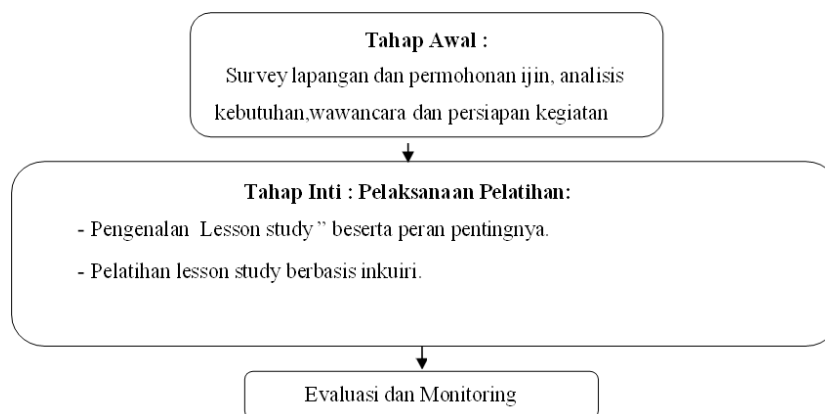 Tahap Awal :
Survey lapangan dan permohonan ijin, analisis
kebutuhan,wawancara dan persiapan kegiatan
Tahap Inti : Pelaksanaan Pelatihan:
- Pengenalan Lesson study” beserta peran pentingnya.
- Pelatihan lesson study berbasis inkuiri.
Evaluasi dan Monitoring